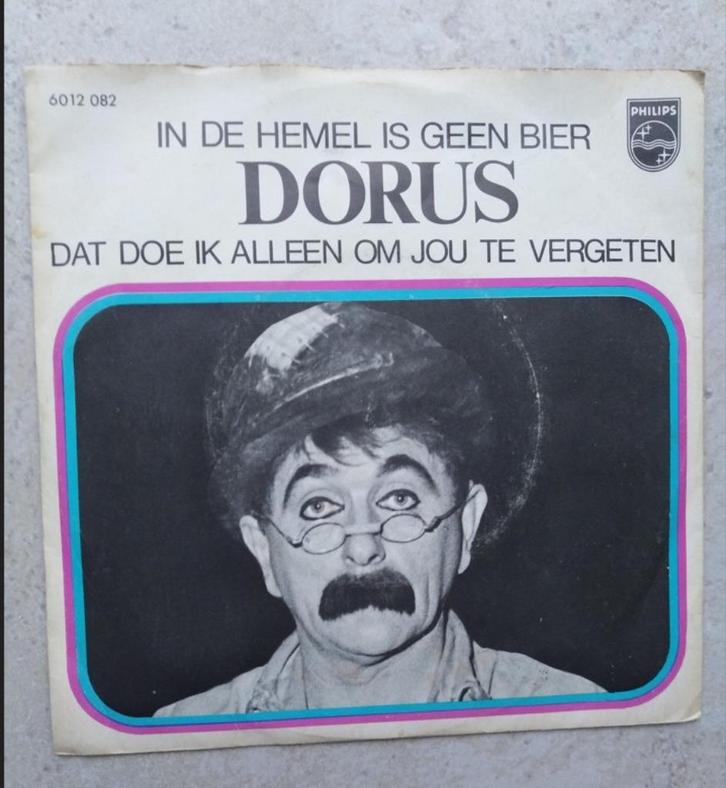 6012 082
PHILIPS
IN DE HEMEL IS GEEN BIER
DORUS
DAT DOE IK ALLEEN OM JOU TE VERGETEN